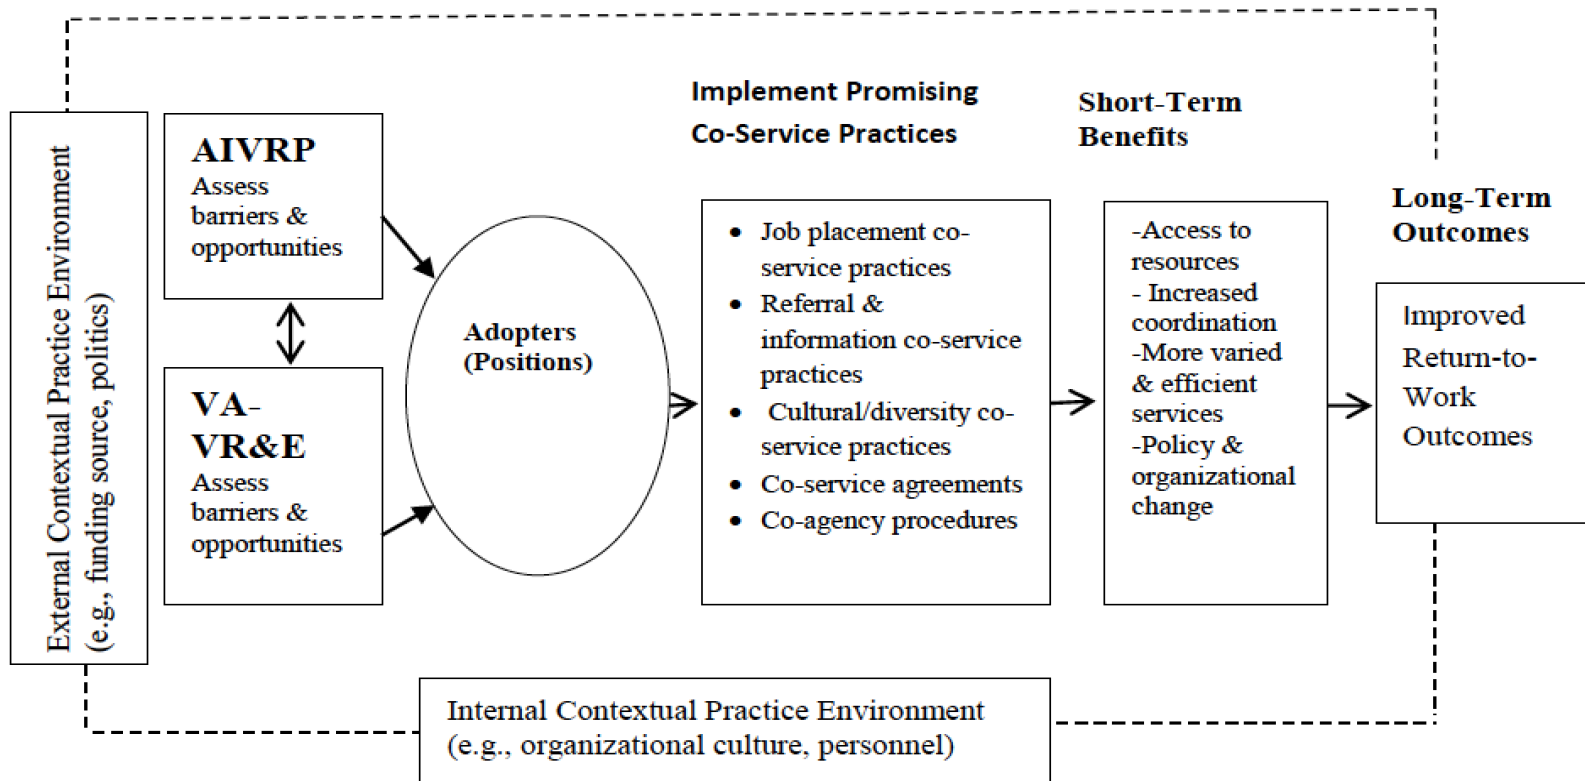 External Contextual Practice Environment
(e.g., funding source, politics)
AIVRP
Assess
barriers &
opportunities
VA-
VR&E
Assess
barriers &
opportunities
Adopters
(Positions)
Implement Promising
Co-Service Practices
• Job placement co-
service practices
• Referral &
information co-service
practices
• Cultural/diversity co-
service practices
• Co-service agreements
• Co-agency procedures
Short-Term
Benefits
-Access to
resources
- Increased
coordination
-More varied
& efficient
services
-Policy &
organizational
change
Long-Term
Outcomes
Improved
Return-to-
Work
Outcomes
Internal Contextual Practice Environment
(e.g., organizational culture, personnel)